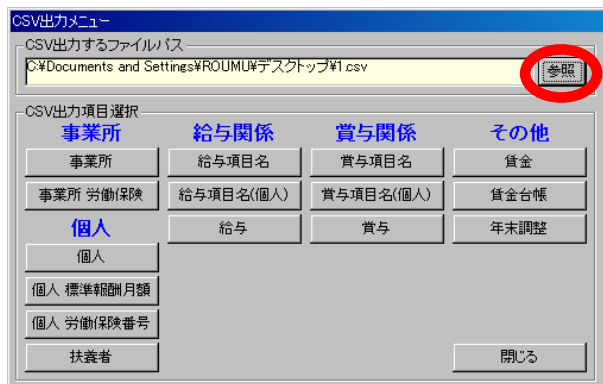 CSV出力メニュー
CSV出力するファイルパス
C:¥Documents and Settings¥ROUMU¥デスクトップ¥1.csv
参照
CSV出力項目選択
事業所 給与関係 賞与関係 その他
事業所 給与項目名 賞与項目名 賃金
事業所 労働保険 給与項目名(個人) 賞与項目名(個人) 賃金台帳
個人 給与 賞与 年末調整
個人
個人 標準報酬月額
個人 労働保険番号
扶養者 閉じる